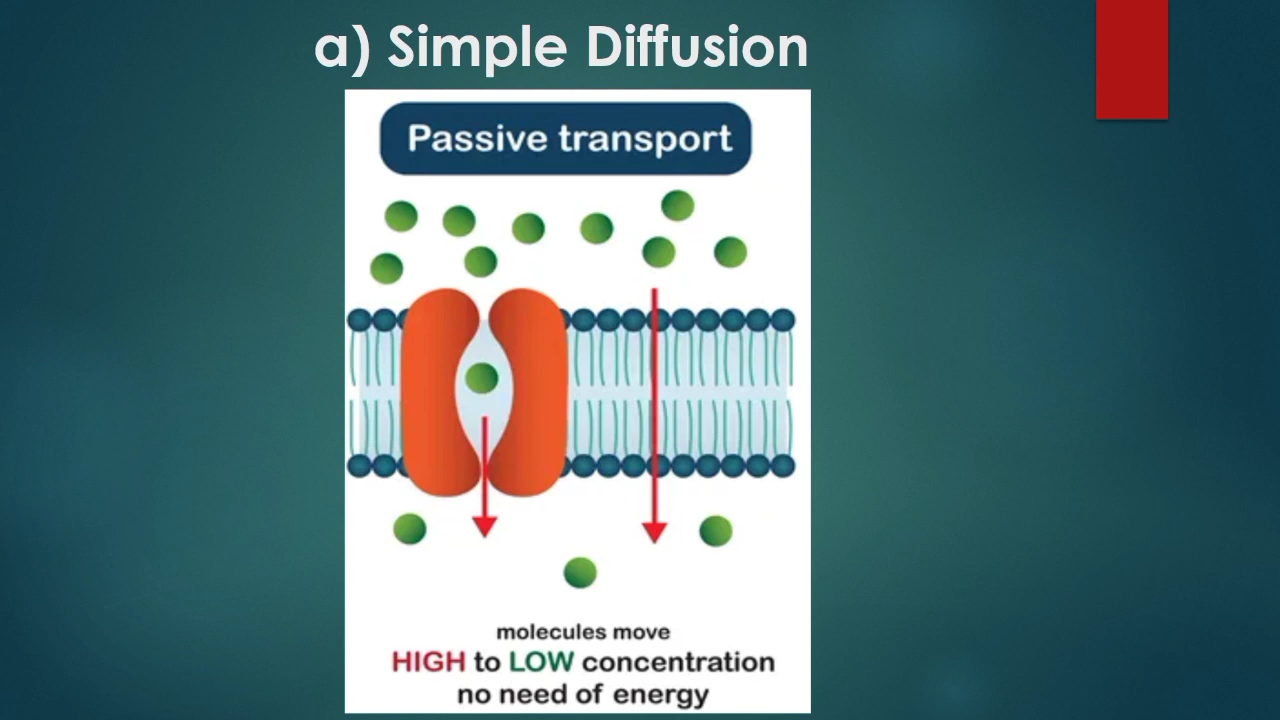 a) Simple Diffusion
Passive transport
molecules move
HIGH to LOW concentration
no need of energy